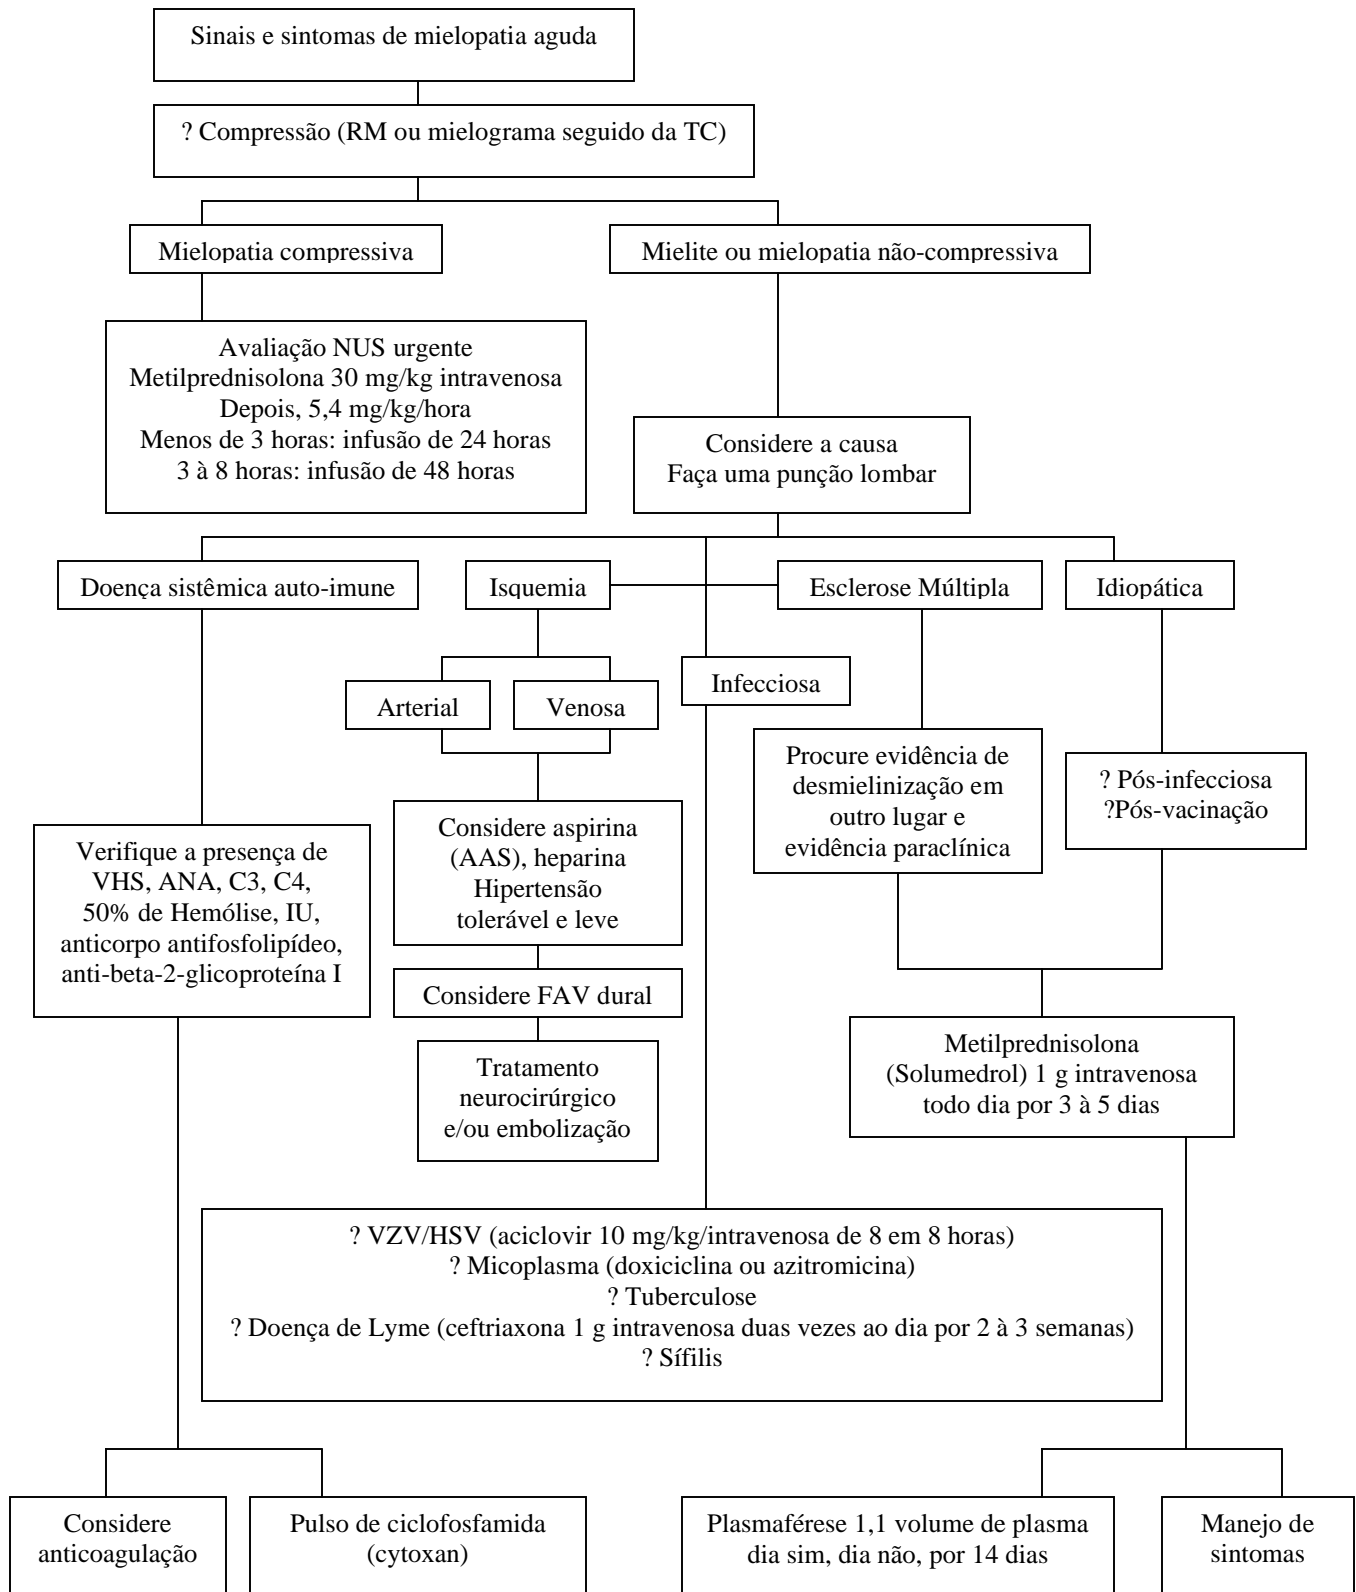 Sinais e sintomas de mielopatia aguda
? Compressão (RM ou mielograma seguido da TC)
Mielopatia compressiva
Mielite ou mielopatia não-compressiva
Avaliação NUS urgente
Metilprednisolona 30 mg/kg intravenosa
Depois, 5,4 mg/kg/hora
Menos de 3 horas: infusão de 24 horas
3 à 8 horas: infusão de 48 horas
Considere a causa
Faça uma punção lombar
Doença sistêmica auto-imune
Isquemia
Esclerose Múltipla
Idiopática
Infecciosa
Arterial
Venosa
Procure evidência de
desmielinização em
outro lugar e
evidência paraclínica
? Pós-infecciosa
?Pós-vacinação
Considere aspirina
(AAS), heparina
Hipertensão
tolerável e leve
Verifique a presença de
VHS, ANA, C3, C4,
50% de Hemólise, IU,
anticorpo antifosfolipídeo,
anti-beta-2-glicoproteína I
Considere FAV dural
Metilprednisolona
(Solumedrol) 1 g intravenosa
todo dia por 3 à 5 dias
Tratamento
neurocirúrgico
e/ou embolização
? VZV/HSV (aciclovir 10 mg/kg/intravenosa de 8 em 8 horas)
? Micoplasma (doxiciclina ou azitromicina)
? Tuberculose
? Doença de Lyme (ceftriaxona 1 g intravenosa duas vezes ao dia por 2 à 3 semanas)
? Sífilis
Considere
anticoagulação
Pulso de ciclofosfamida
(cytoxan)
Plasmaférese 1,1 volume de plasma
dia sim, dia não, por 14 dias
Manejo de
sintomas